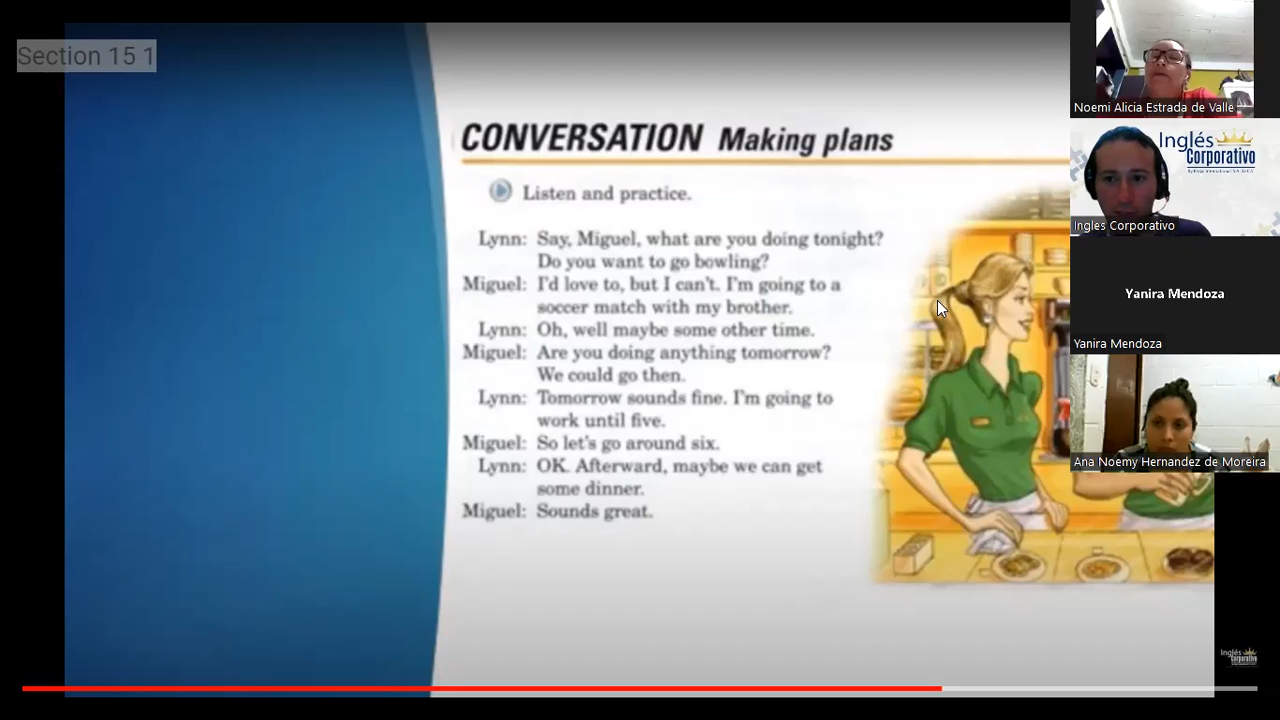 Section 15 1
CONVERSATION Making plans
Listen and practice.
Lynn: Say, Miguel, what are you doing tonight?
Do you want to go bowling?
Miguel: I'd love to, but I can't. I'm going to a
soccer match with my brother.
Lynn: Oh, well maybe some other time.
Miguel: Are you doing anything tomorrow?
We could go then.
Lynn: Tomorrow sounds fine. I'm going to
work until five.
Miguel: So let's go around six.
Lynn: OK. Afterward, maybe we can get
some dinner.
Miguel: Sounds great.
Noemi Alicia Estrada de Valle
Inglés
Corporativo
Ingles Corporativo
Yanira Mendoza
Yanira Mendoza
Ana Noemy Hernandez de Moreira
Inglés
Corporativo